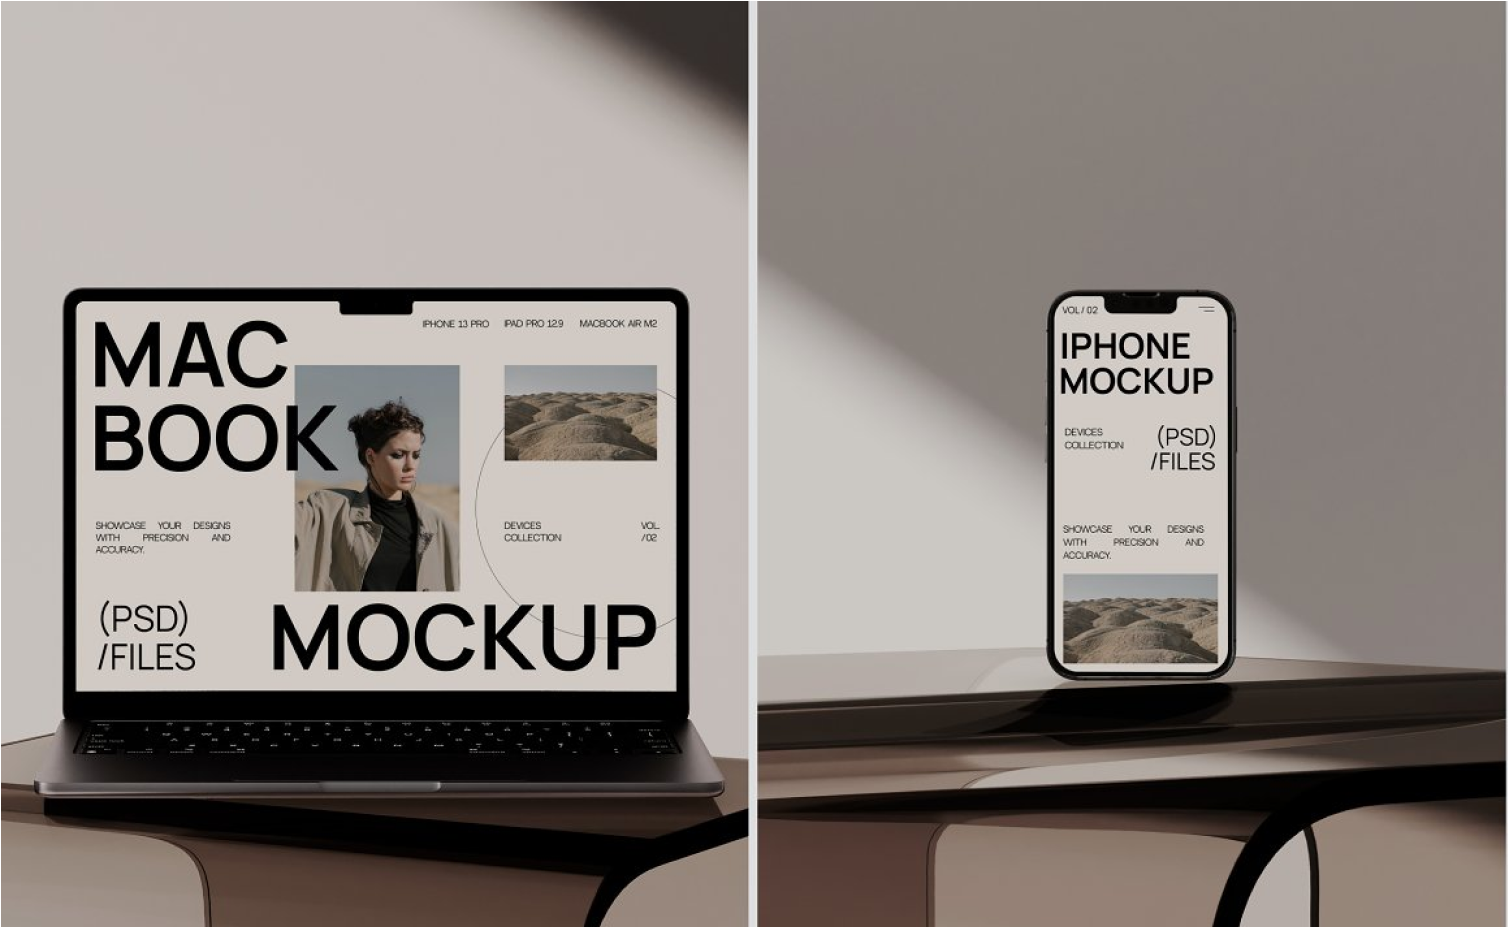 MAC
BOOK
IPHONE 13 PRO IPAD PRO 12.9 MACBOOK AIR M2
SHOWCASE YOUR DESIGNS
WITH PRECISION AND
ACCURACY.
DEVICES
COLLECTION
VOL.
/02
(PSD)
/FILES
MOCKUP
VOL / 02
IPHONE
MOCKUP
DEVICES
COLLECTION
(PSD)
/FILES
SHOWCASE YOUR DESIGNS
WITH PRECISION AND
ACCURACY.